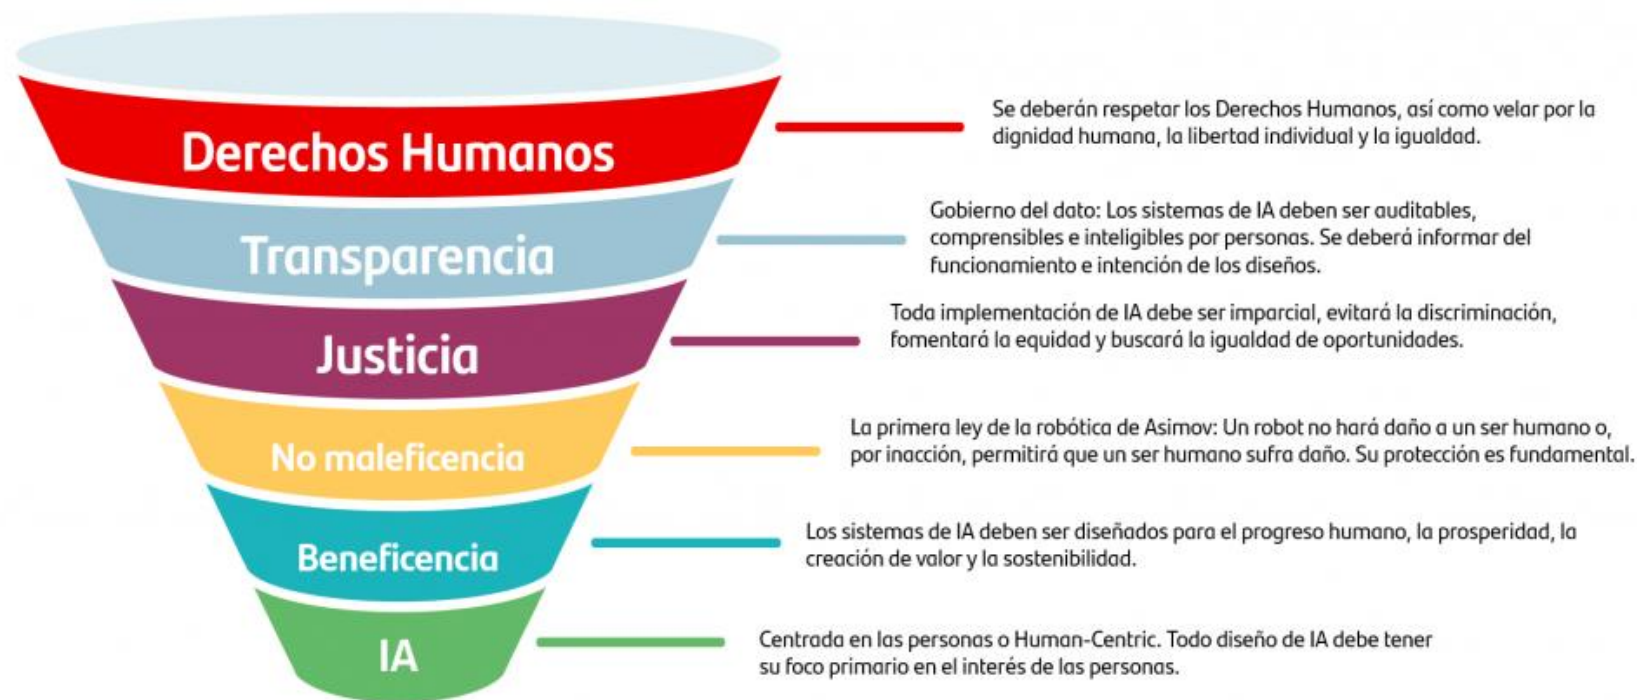 Derechos Humanos
Se deberán respetar los Derechos Humanos, así como velar por la
dignidad humana, la libertad individual y la igualdad.
Transparencia
Gobierno del dato: Los sistemas de IA deben ser auditables,
comprensibles e inteligibles por personas. Se deberá informar del
funcionamiento e intención de los diseños.
Justicia
Toda implementación de IA debe ser imparcial, evitará la discriminación,
fomentará la equidad y buscará la igualdad de oportunidades.
No maleficencia
La primera ley de la robótica de Asimov: Un robot no hará daño a un ser humano o,
por inacción, permitirá que un ser humano sufra daño. Su protección es fundamental.
Beneficencia
Los sistemas de IA deben ser diseñados para el progreso humano, la prosperidad, la
creación de valor y la sostenibilidad.
IA
Centrada en las personas o Human-Centric. Todo diseño de IA debe tener
su foco primario en el interés de las personas.